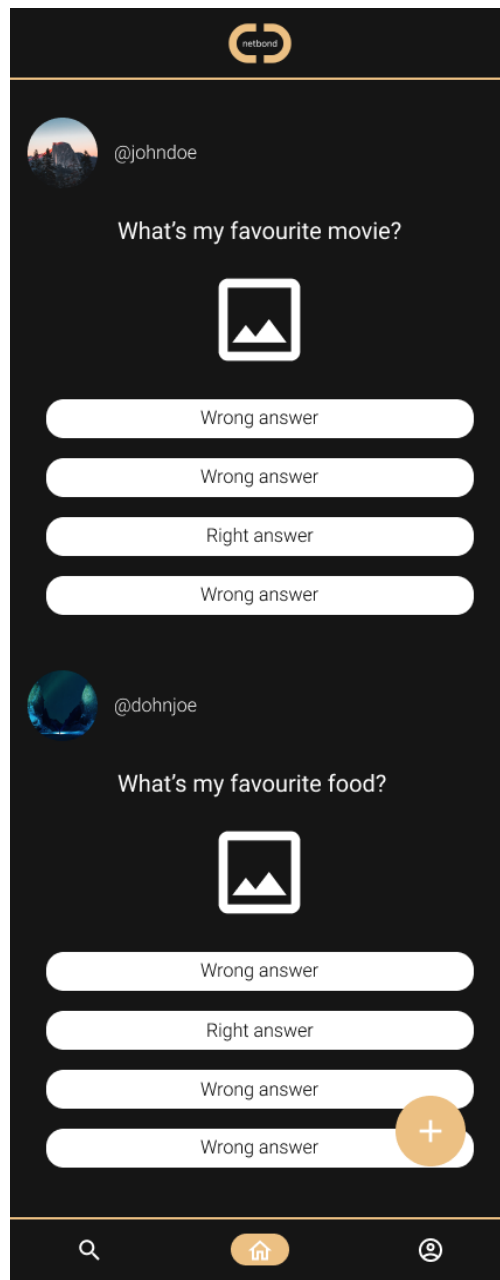 netbond
@johndoe
What's my favourite movie?
Wrong answer
Wrong answer
Right answer
Wrong answer
@dohnjoe
What's my favourite food?
Wrong answer
Right answer
Wrong answer
Wrong answer